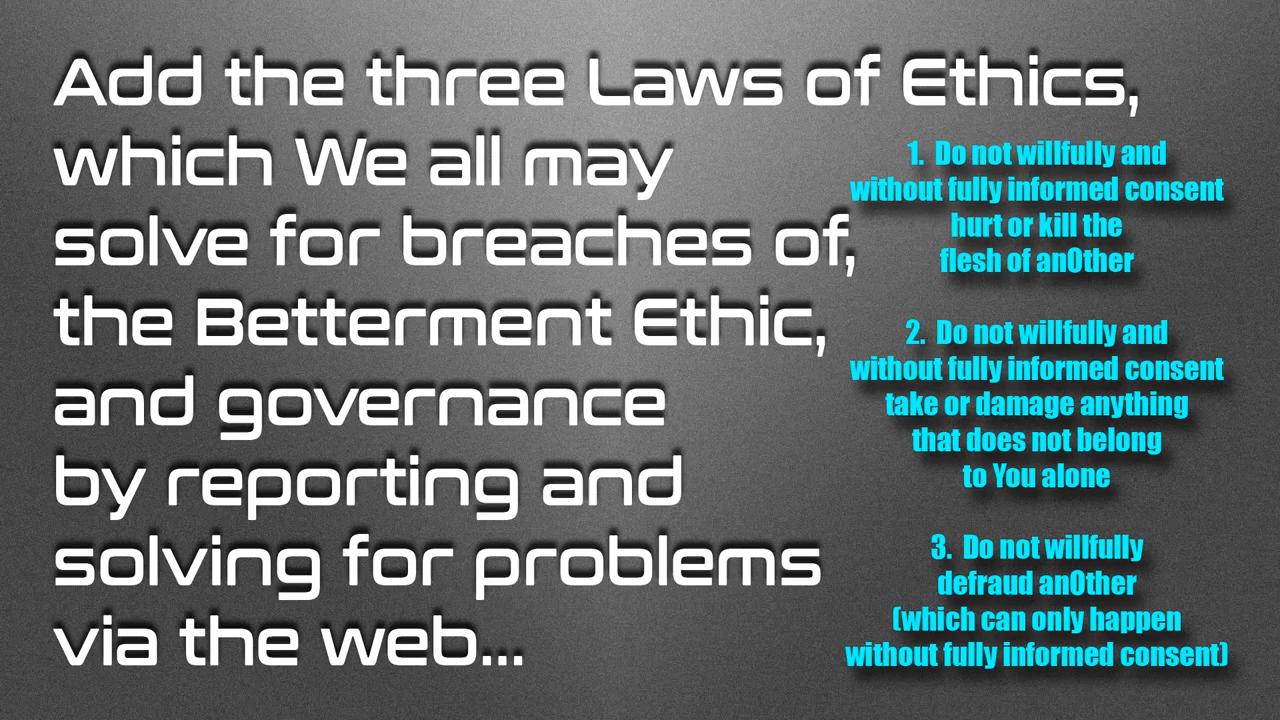 Add the three Laws of Ethics,
which We all may
solve for breaches of,
the Betterment Ethic,
and governance
by reporting and
solving for problems
via the web...
1. Do not willfully and
without fully informed consent
hurt or kill the
flesh of anOther
2. Do not willfully and
without fully informed consent
take or damage anything
that does not belong
to You alone
3. Do not willfully
defraud anOther
(which can only happen
without fully informed consent)